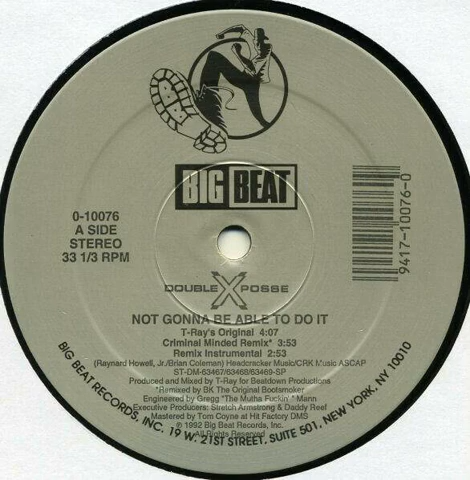 BB
BIG BEAT
0-10076
A SIDE
STEREO
33 1/3 RPM
9417-10076-0
DOUBLE X POSSE
NOT GONNA BE ABLE TO DO IT
T-Ray's Original 4:07
Criminal Minded Remix* 3:53
Remix Instrumental 2:53
(Raynard Howell, Jr./Brian Coleman) Headcracker Music/CRK Music ASCAP
ST-DM-63467/63468/63469-SP
Produced and Mixed by T-Ray for Beatdown Productions
*Remixed by BK The Original Bootsmoker
Engineered by Gregg "The Mutha Fuckin'" Mann
Executive Producers: Stretch Armstrong & Daddy Reef
Mastered by Tom Coyne at Hit Factory DMS
℗ © 1992 Big Beat Records, Inc.
All Rights Reserved
BIG BEAT RECORDS, INC. 19 W. 21ST STREET, SUITE 501, NEW YORK, NY 10010